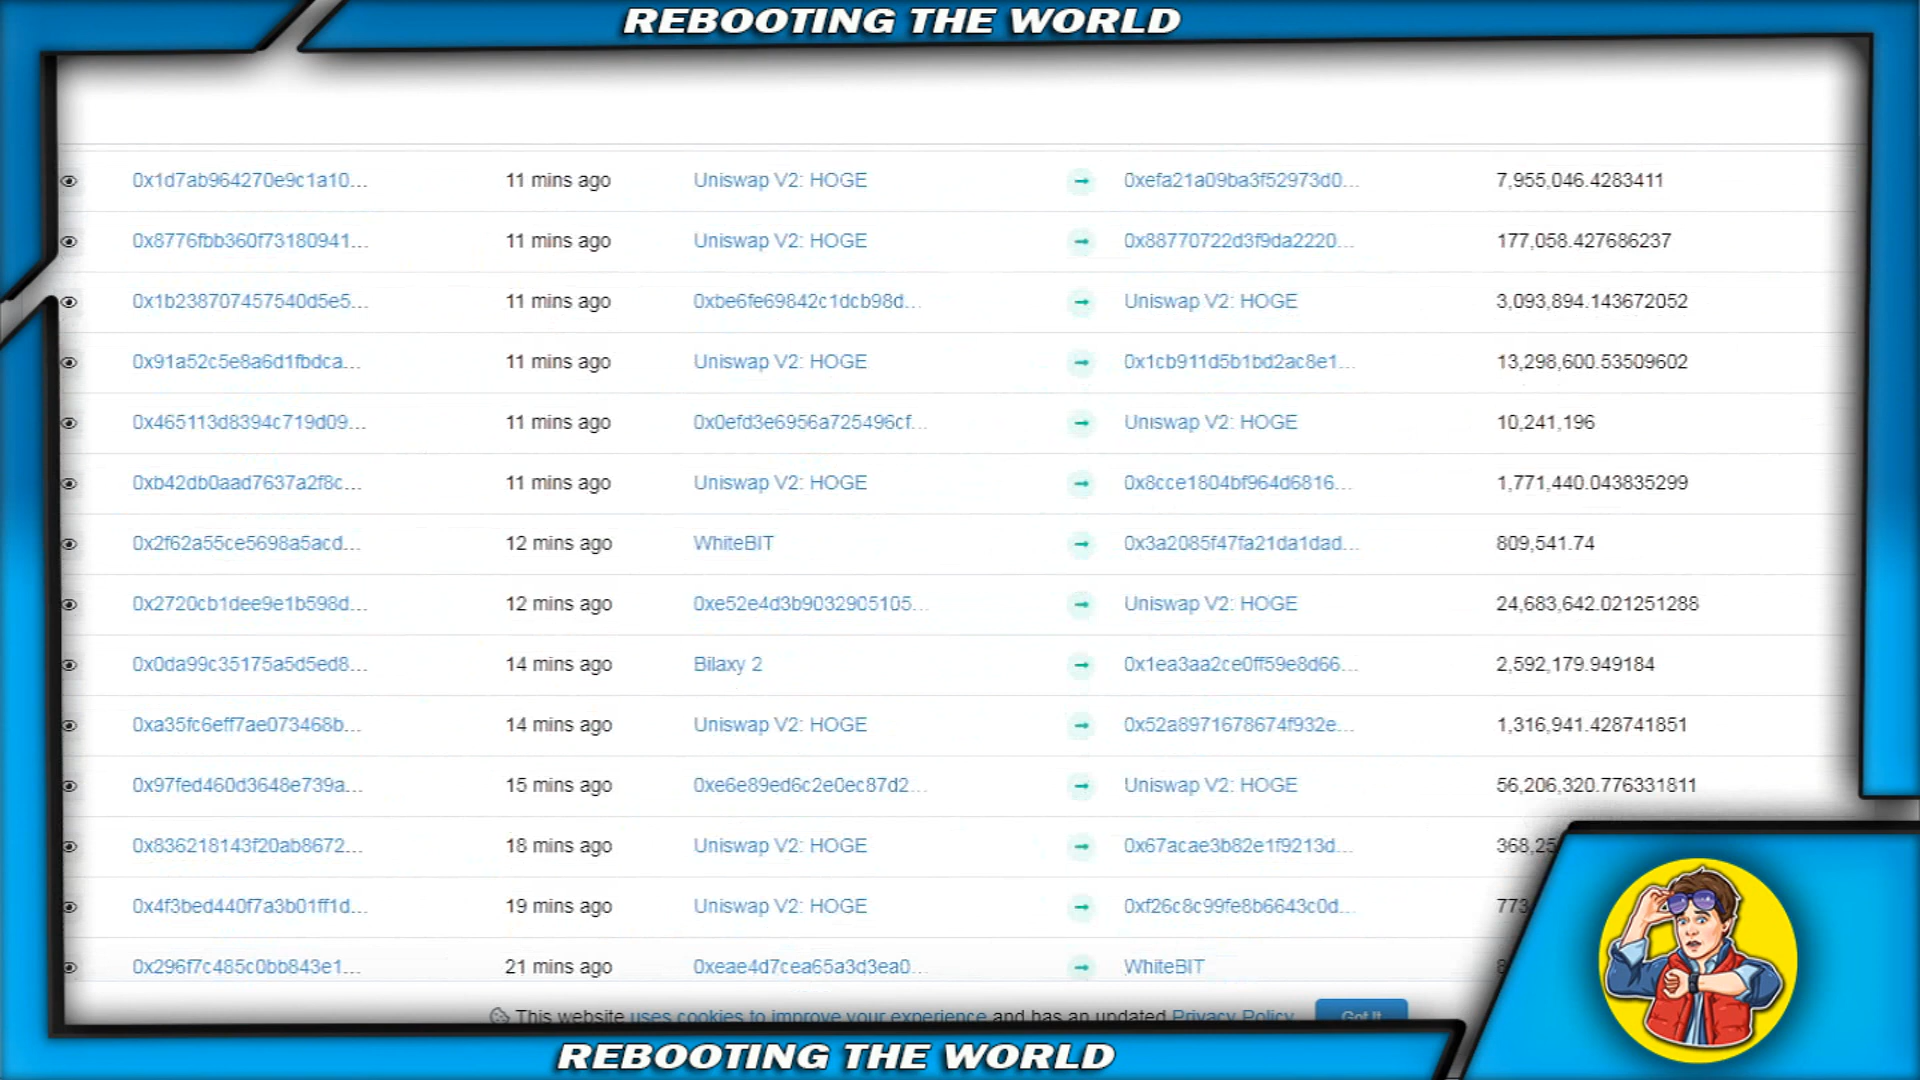 REBOOTING THE WORLD
0x1d7ab964270e9c1a10... 11 mins ago Uniswap V2: HOGE 0xefa21a09ba3f52973d0... 7,955,046.4283411
0x8776fbb360f73180941... 11 mins ago Uniswap V2: HOGE 0x88770722d3f9da2220... 177,058.427686237
0x1b238707457540d5e5... 11 mins ago 0xbe6fe69842c1dcb98d... Uniswap V2: HOGE 3,093,894.143672052
0x91a52c5e8a6d1fbdca... 11 mins ago Uniswap V2: HOGE 0x1cb911d5b1bd2ac8e1... 13,298,600.53509602
0x465113d8394c719d09... 11 mins ago 0x0efd3e6956a725496cf... Uniswap V2: HOGE 10,241,196
0xb42db0aad7637a2f8c... 11 mins ago Uniswap V2: HOGE 0x8cce1804bf964d6816... 1,771,440.043835299
0x2f62a55ce5698a5acd... 12 mins ago WhiteBIT 0x3a2085f47fa21da1dad... 809,541.74
0x2720cb1dee9e1b598d... 12 mins ago 0xe52e4d3b9032905105... Uniswap V2: HOGE 24,683,642.021251288
0x0da99c35175a5d5ed8... 14 mins ago Bilaxy 2 0x1ea3aa2ce0ff59e8d66... 2,592,179.949184
0xa35fc6eff7ae073468b... 14 mins ago Uniswap V2: HOGE 0x52a8971678674f932e... 1,316,941.428741851
0x97fed460d3648e739a... 15 mins ago 0xe6e89ed6c2e0ec87d2... Uniswap V2: HOGE 56,206,320.776331811
0x836218143f20ab8672... 18 mins ago Uniswap V2: HOGE 0x67acae3b82e1f9213d... 368,25
0x4f3bed440f7a3b01ff1d... 19 mins ago Uniswap V2: HOGE 0xf26c8c99fe8b6643c0d... 773
0x296f7c485c0bb843e1... 21 mins ago 0xeae4d7cea65a3d3ea0... WhiteBIT 8
This website uses cookies to improve your experience and has an updated Privacy Policy. Got It
REBOOTING THE WORLD